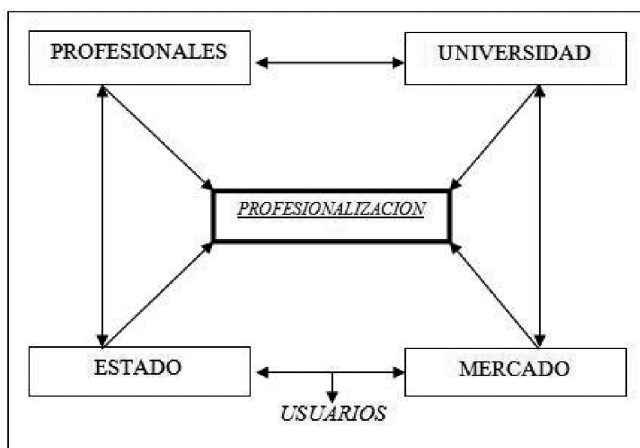 PROFESIONALES
UNIVERSIDAD
PROFESIONALIZACION
ESTADO
MERCADO
USUARIOS